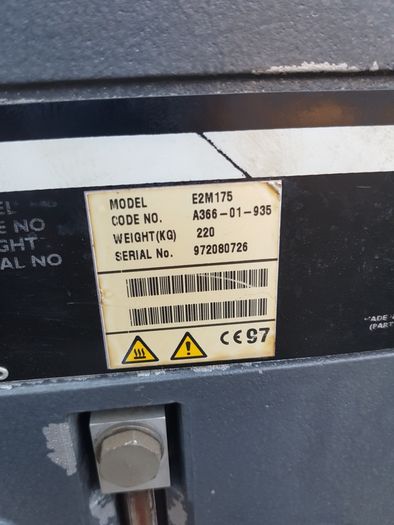 MODEL E2M175
CODE NO. A366-01-935
WEIGHT(KG) 220
SERIAL No. 972080726
CE 97
EL
E NO
GHT
AL NO
MADE
(PART